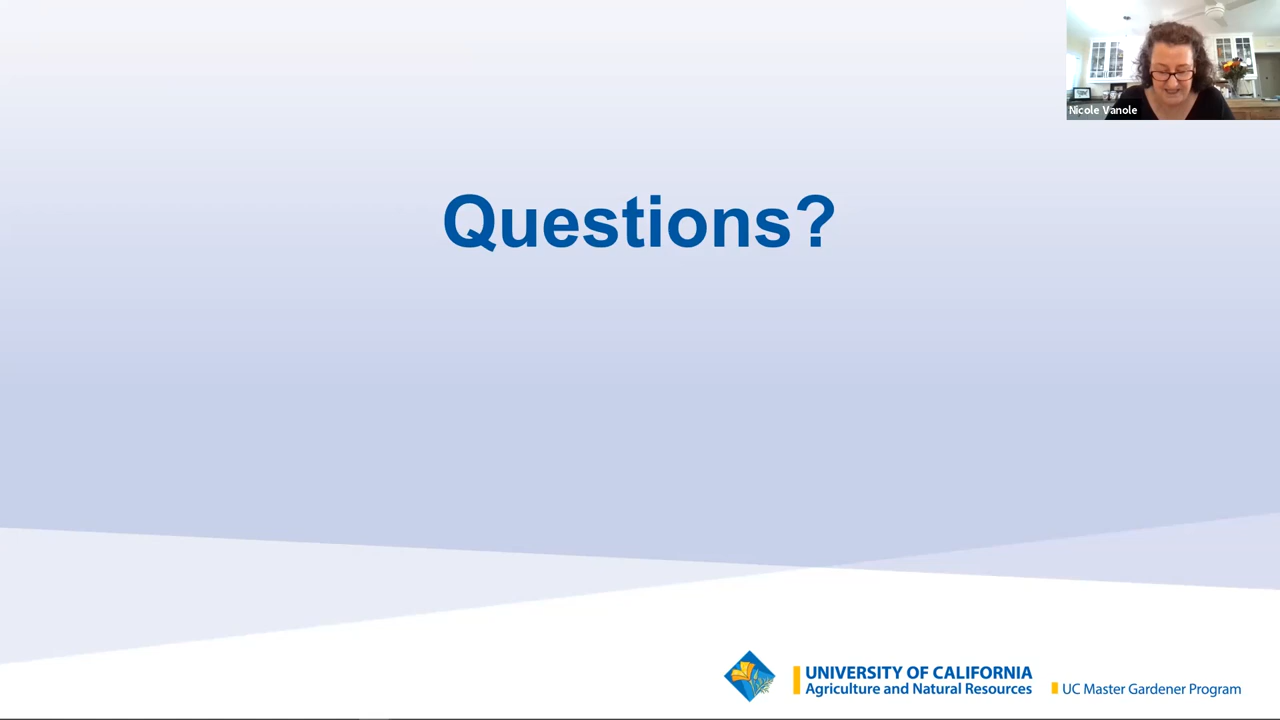 Nicole Vanole
Questions?
UNIVERSITY OF CALIFORNIA
Agriculture and Natural Resources
UC Master Gardener Program